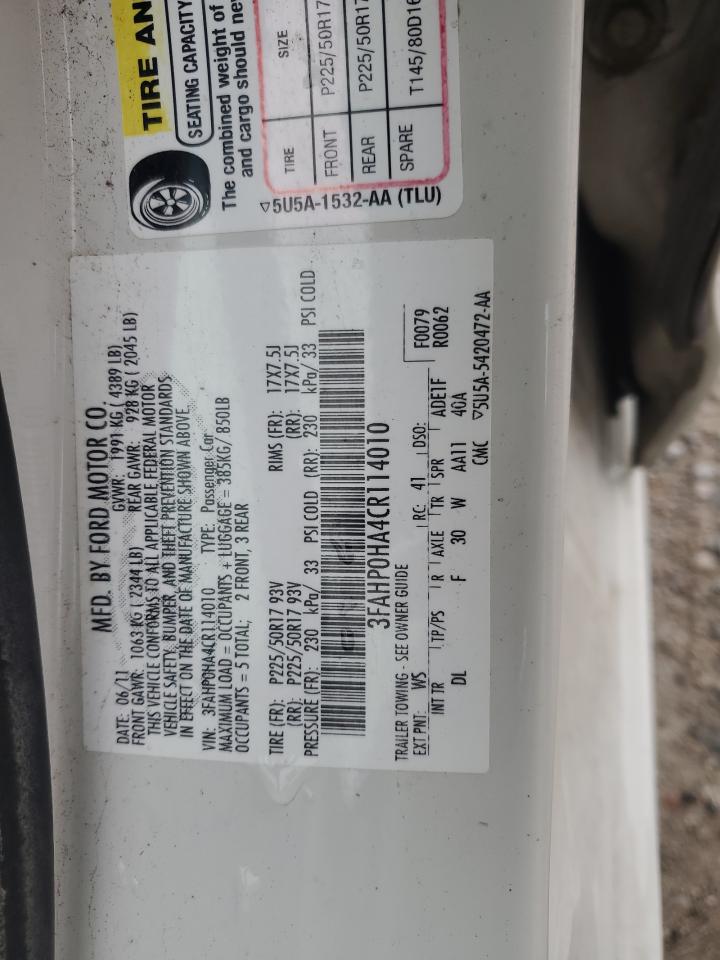 MFD. BY FORD MOTOR CO.
DATE: 06/11 GVWR: 1991 KG ( 4389 LB)
FRONT GAWR: 1063 KG ( 2344 LB) REAR GAWR: 928 KG ( 2045 LB)
THIS VEHICLE CONFORMS TO ALL APPLICABLE FEDERAL MOTOR
VEHICLE SAFETY, BUMPER, AND THEFT PREVENTION STANDARDS
IN EFFECT ON THE DATE OF MANUFACTURE SHOWN ABOVE.
VIN: 3FAHP0HA4CR114010 TYPE: Passenger Car
MAXIMUM LOAD = OCCUPANTS + LUGGAGE = 385KG/ 850LB
OCCUPANTS = 5 TOTAL; 2 FRONT, 3 REAR
TIRE (FR): P225/50R17 93V RIMS (FR): 17X7.5J
(RR): P225/50R17 93V (RR): 17X7.5J
PRESSURE (FR): 230 kPa/ 33 PSI COLD (RR): 230 kPa/ 33 PSI COLD
3FAHP0HA4CR114010
TRAILER TOWING - SEE OWNER GUIDE F0079
EXT PNT: WS RC: 41 DSO: R0062
INT TR TP/PS R AXLE TR SPR ADE1F
DL F 30 W AA11 40A
CMC ▽5U5A-5420472-AA
TIRE AN
SEATING CAPACITY
The combined weight of
and cargo should ne
TIRE SIZE
FRONT P225/50R17
REAR P225/50R17
SPARE T145/80D16
▽5U5A-1532-AA (TLU)